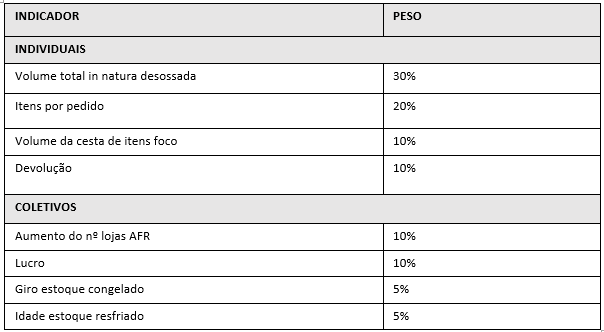 INDICADOR PESO
INDIVIDUAIS
Volume total in natura desossada 30%
Itens por pedido 20%
Volume da cesta de itens foco 10%
Devolução 10%
COLETIVOS
Aumento do nº lojas AFR 10%
Lucro 10%
Giro estoque congelado 5%
Idade estoque resfriado 5%